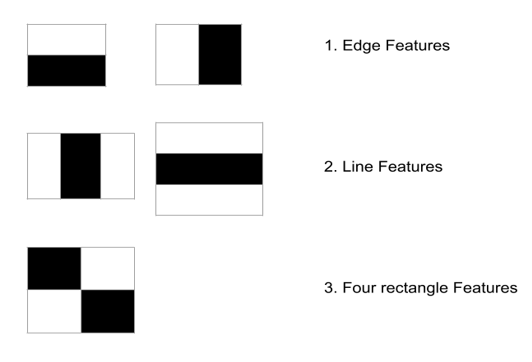 1. Edge Features
2. Line Features
3. Four rectangle Features